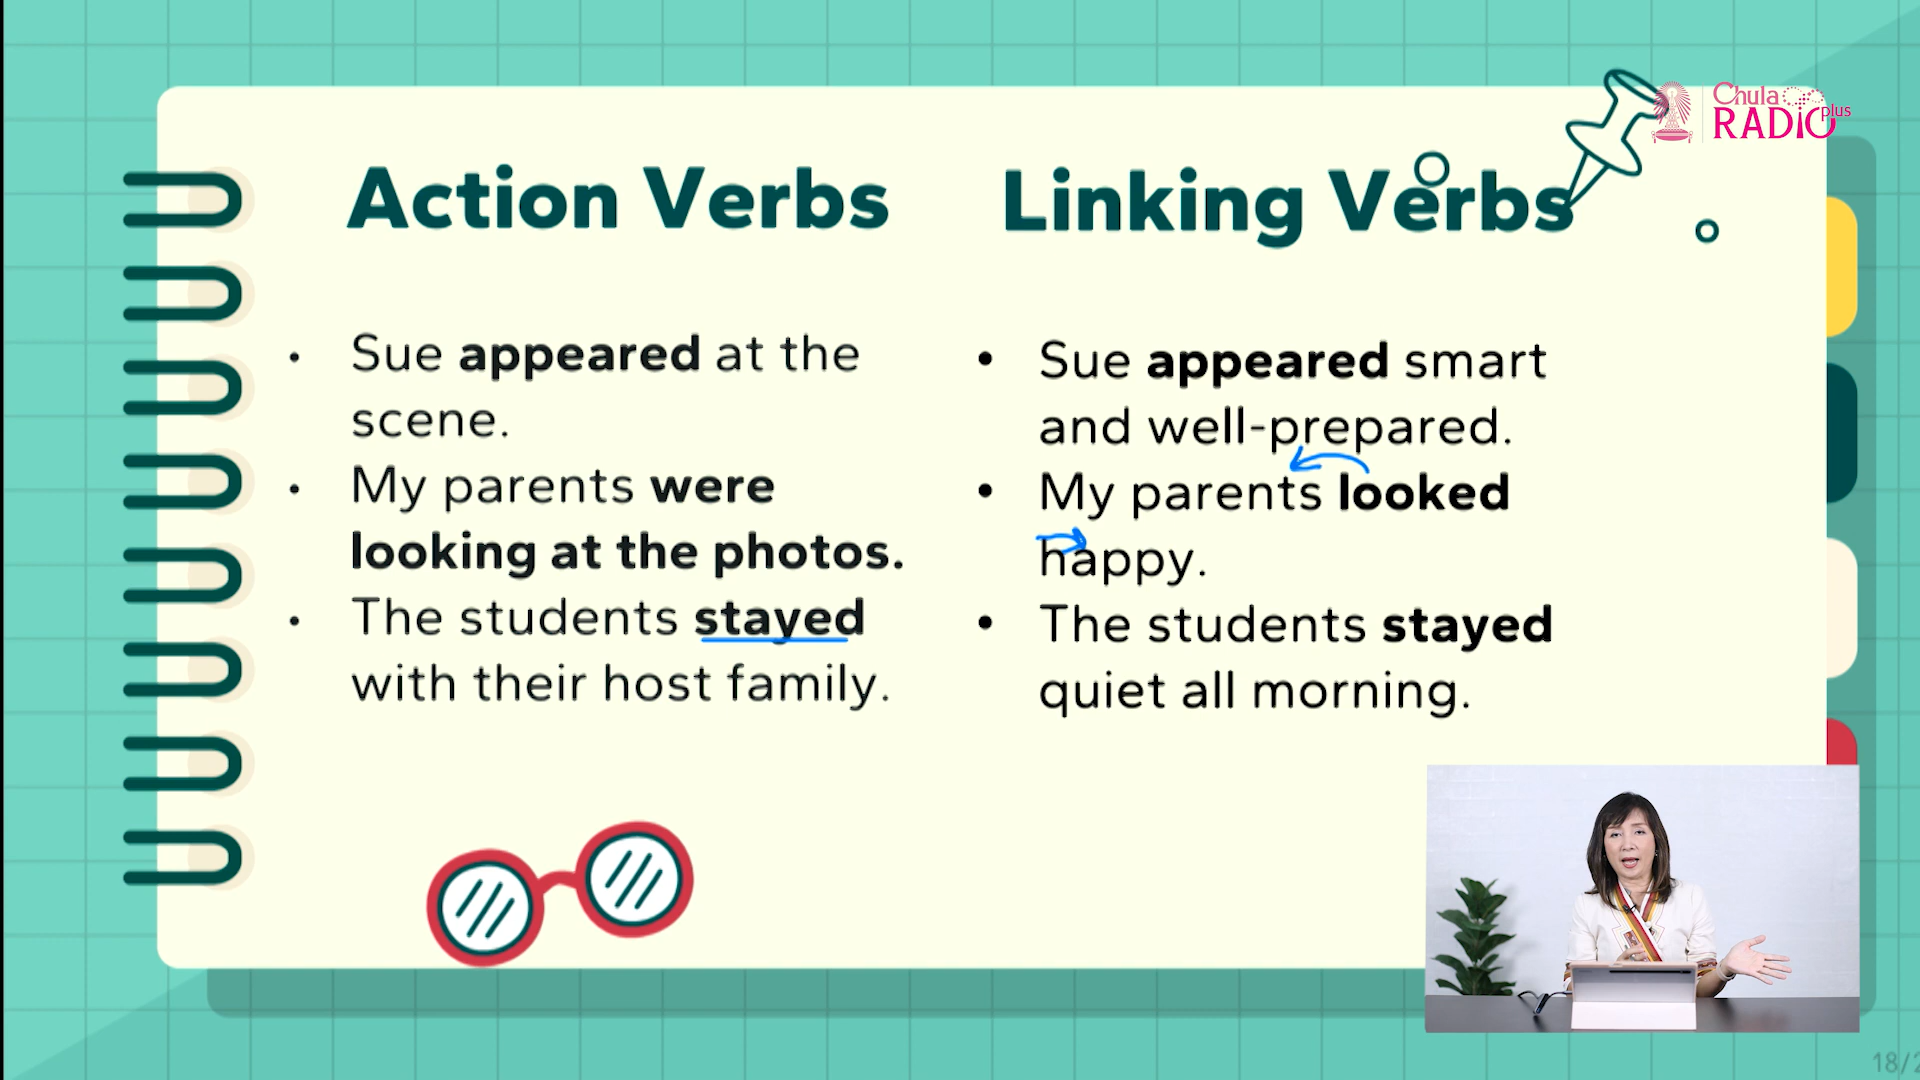 Chula
RADIO plus
Action Verbs
• Sue appeared at the
scene.
• My parents were
looking at the photos.
• The students stayed
with their host family.
Linking Verbs
• Sue appeared smart
and well-prepared.
• My parents looked
happy.
• The students stayed
quiet all morning.
18/2